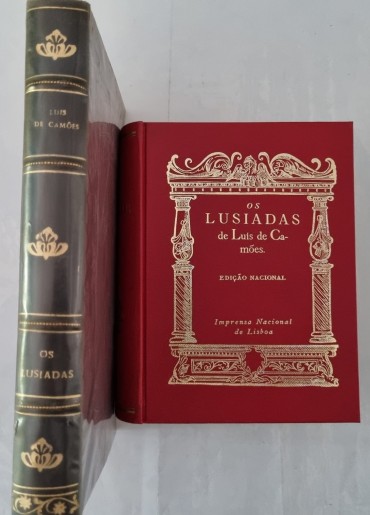 LUIS
DE CAMÕES
OS
LUSIADAS
OS
LUSIADAS
de Luis de Ca-
mões.
EDIÇÃO NACIONAL
Imprensa Nacional
de Lisboa